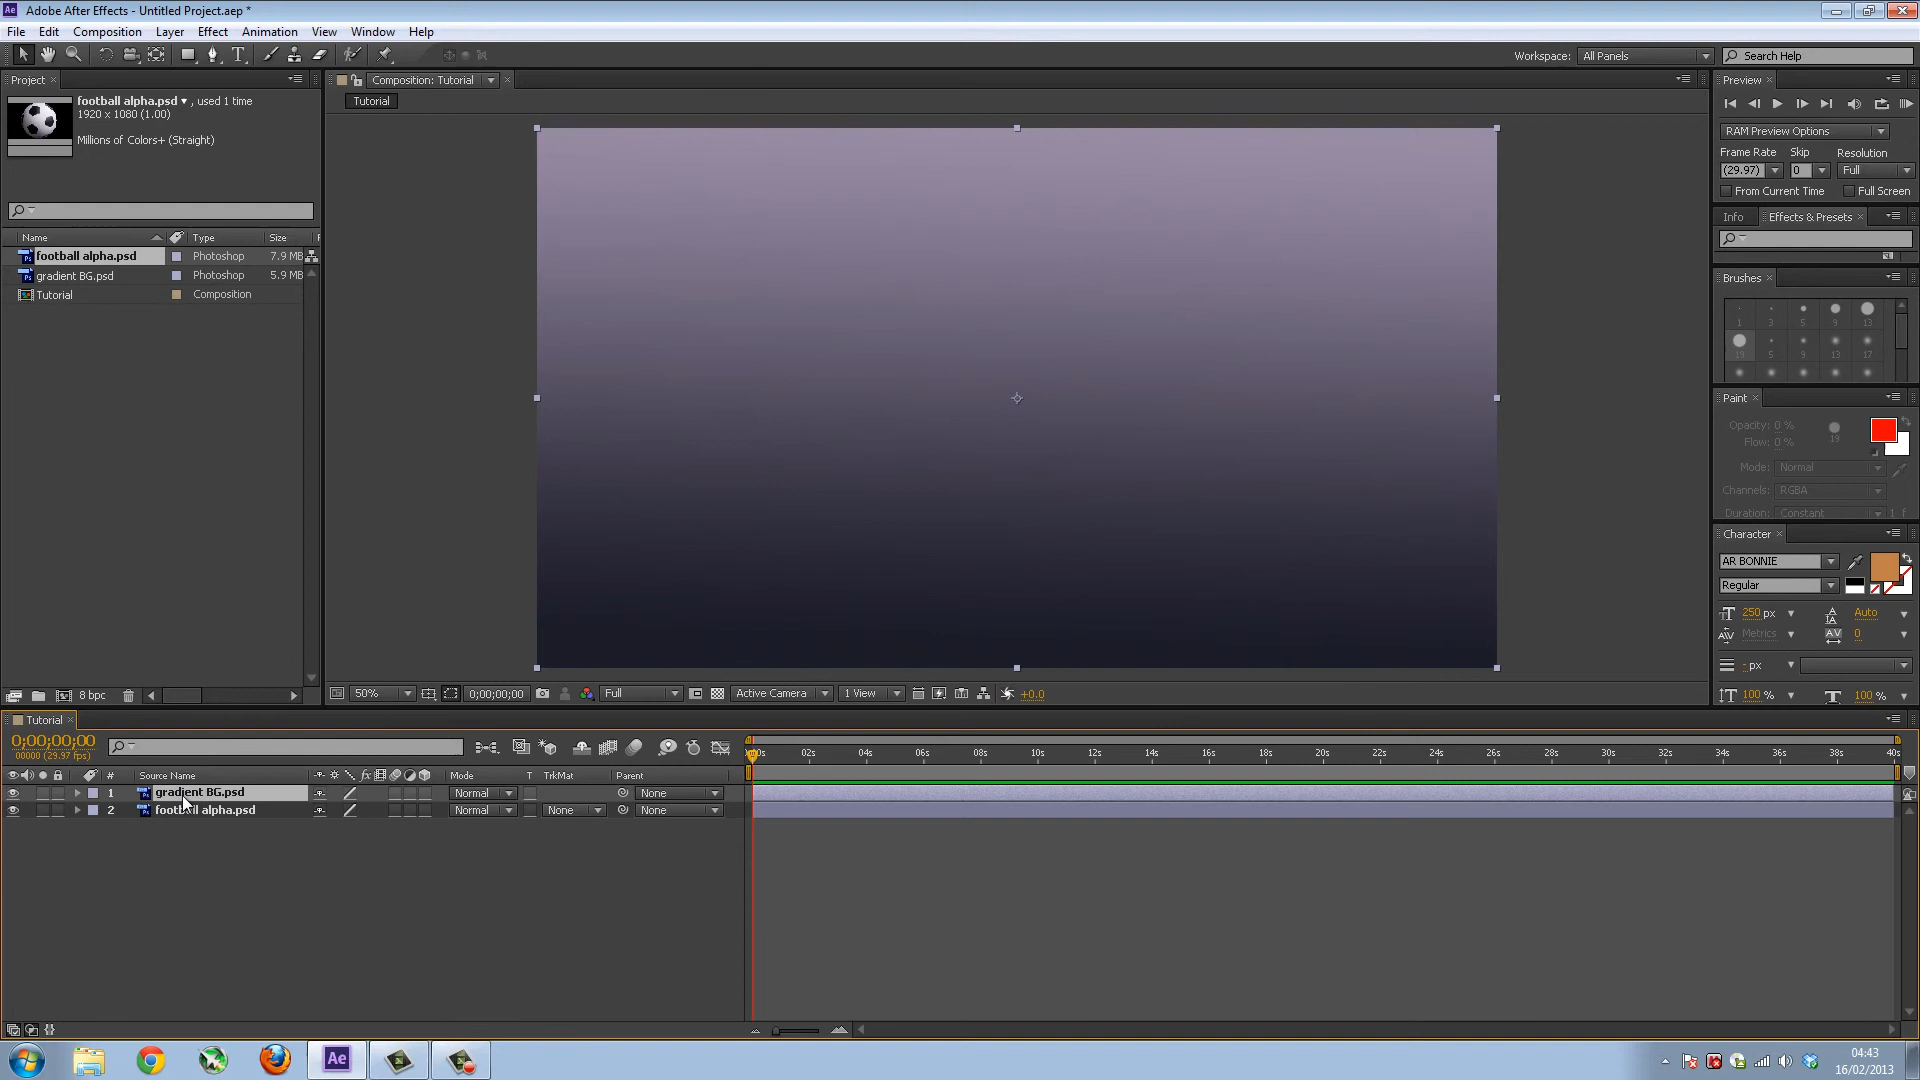 Adobe After Effects - Untitled Project.aep *
File Edit Composition Layer Effect Animation View Window Help
Workspace: All Panels Search Help
Project
football alpha.psd , used 1 time
1920 x 1080 (1.00)
Millions of Colors+ (Straight)
Name Type Size
football alpha.psd Photoshop 7.9 MB
gradient BG.psd Photoshop 5.9 MB
Tutorial Composition
8 bpc
Composition: Tutorial
Tutorial
50% 0;00;00;00 Full Active Camera 1 View +0.0
Preview
RAM Preview Options
Frame Rate Skip Resolution
(29.97) 0 Full
From Current Time Full Screen
Info Effects & Presets
Brushes
1 3 5 9 13
19 5 9 13 17
Paint
Opacity: 0 %
Flow: 0 % 19
Mode: Normal
Channels: RGBA
Duration: Constant 1 f
Character
AR BONNIE
Regular
250 px Auto
Metrics 0
- px
100 % 100 %
Tutorial
0;00;00;00
00000 (29.97 fps)
02s 04s 06s 08s 10s 12s 14s 16s 18s 20s 22s 24s 26s 28s 30s 32s 34s 36s 38s 40s
# Source Name fx Mode T TrkMat Parent
1 gradient BG.psd Normal None
2 football alpha.psd Normal None None
04:43
16/02/2013